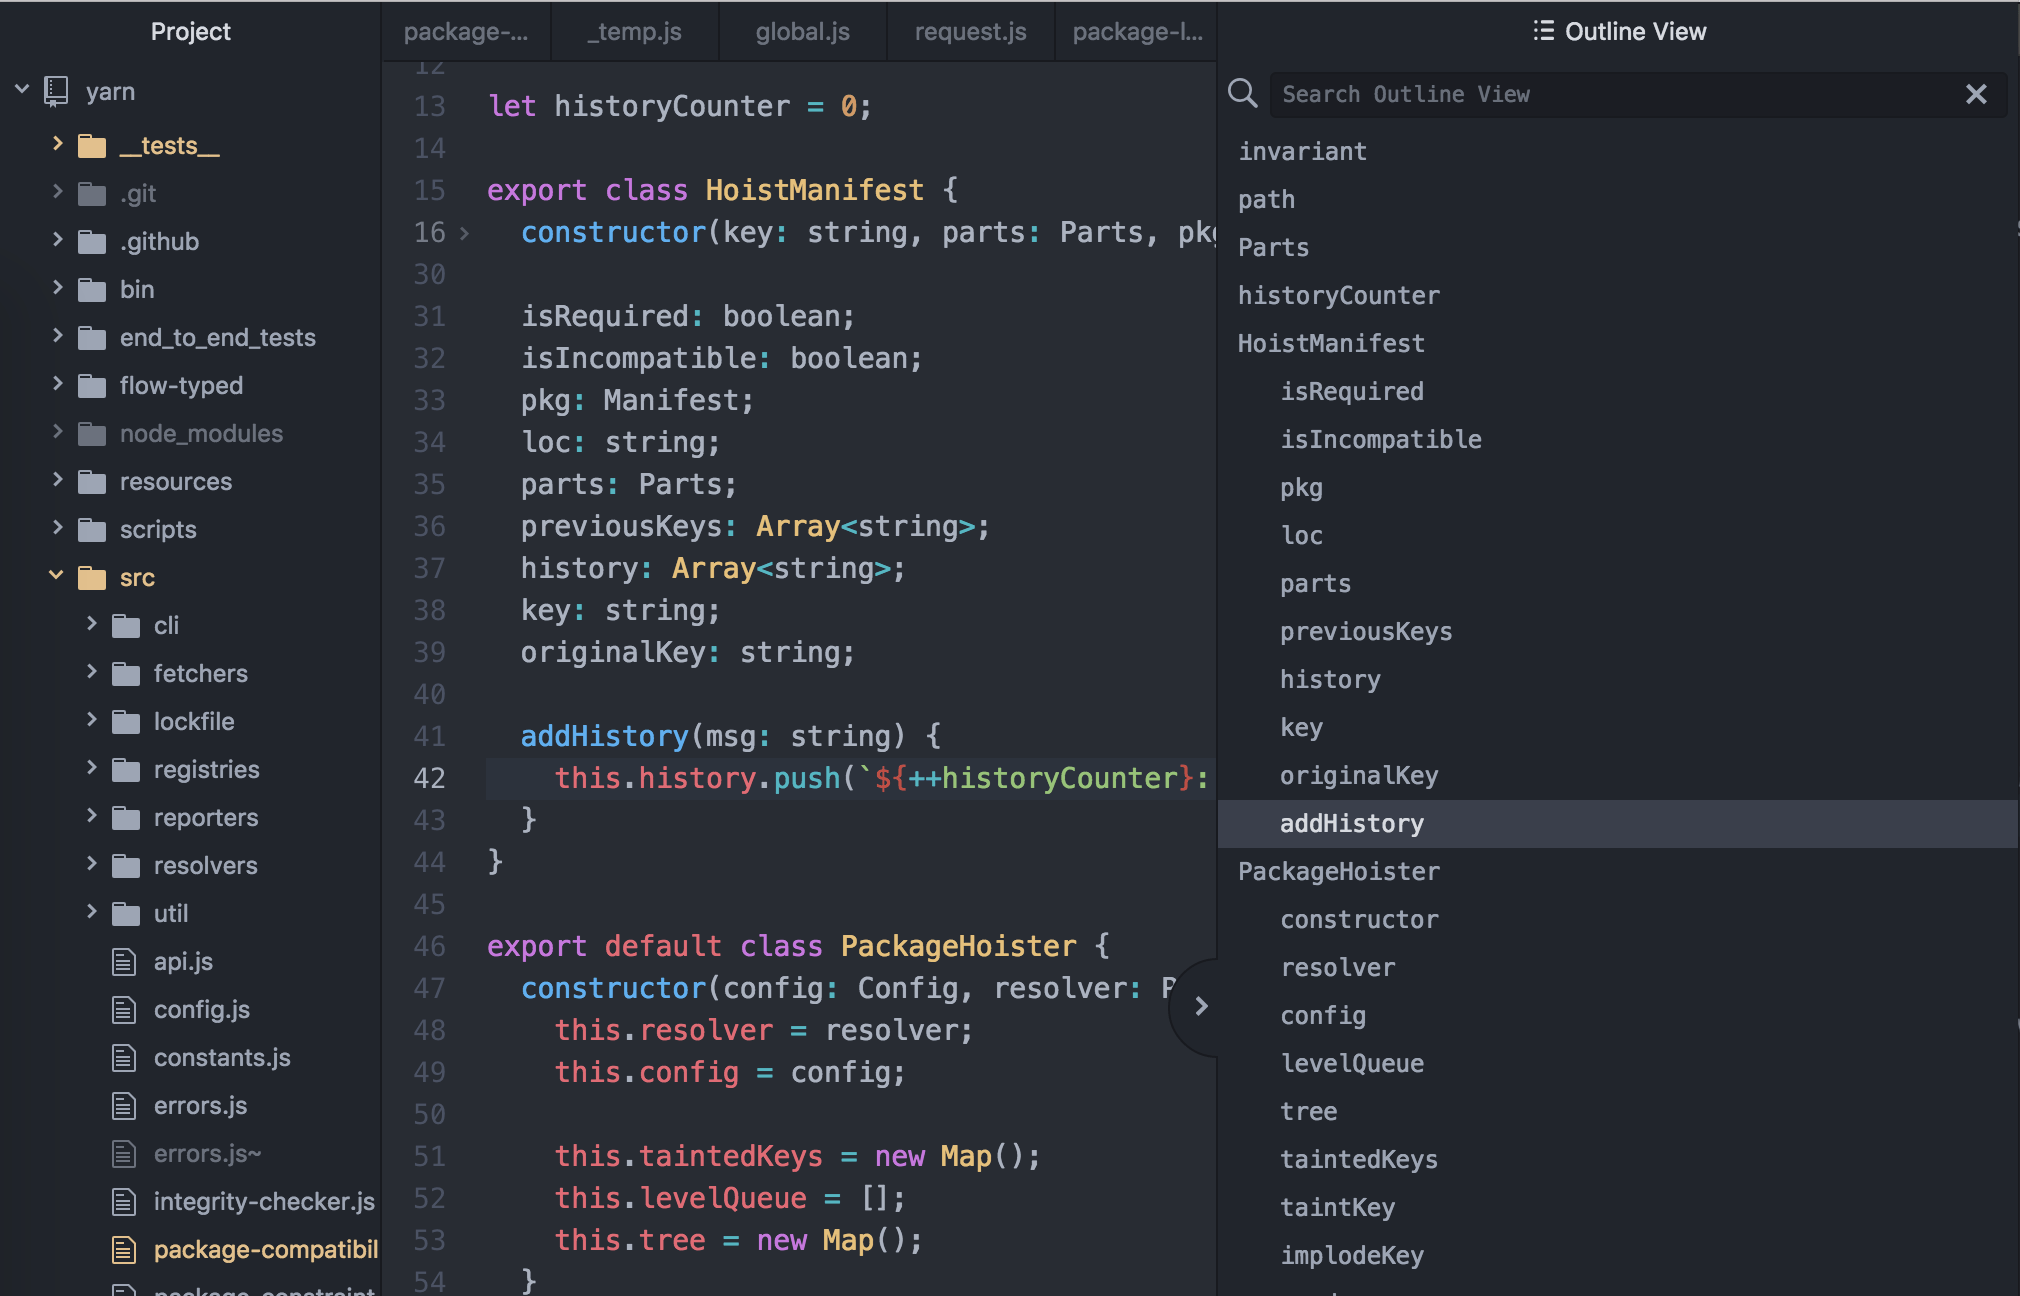 Project
yarn
__tests__
.git
.github
bin
end_to_end_tests
flow-typed
node_modules
resources
scripts
src
cli
fetchers
lockfile
registries
reporters
resolvers
util
api.js
config.js
constants.js
errors.js
errors.js~
integrity-checker.js
package-compatibil
package-constraint
package-... _temp.js global.js request.js package-l...
12
13 let historyCounter = 0;
14
15 export class HoistManifest {
16 constructor(key: string, parts: Parts, pkg
30
31 isRequired: boolean;
32 isIncompatible: boolean;
33 pkg: Manifest;
34 loc: string;
35 parts: Parts;
36 previousKeys: Array<string>;
37 history: Array<string>;
38 key: string;
39 originalKey: string;
40
41 addHistory(msg: string) {
42 this.history.push(`${++historyCounter}:
43 }
44 }
45
46 export default class PackageHoister {
47 constructor(config: Config, resolver: P
48 this.resolver = resolver;
49 this.config = config;
50
51 this.taintedKeys = new Map();
52 this.levelQueue = [];
53 this.tree = new Map();
54 }
Outline View
Search Outline View
invariant
path
Parts
historyCounter
HoistManifest
isRequired
isIncompatible
pkg
loc
parts
previousKeys
history
key
originalKey
addHistory
PackageHoister
constructor
resolver
config
levelQueue
tree
taintedKeys
taintKey
implodeKey